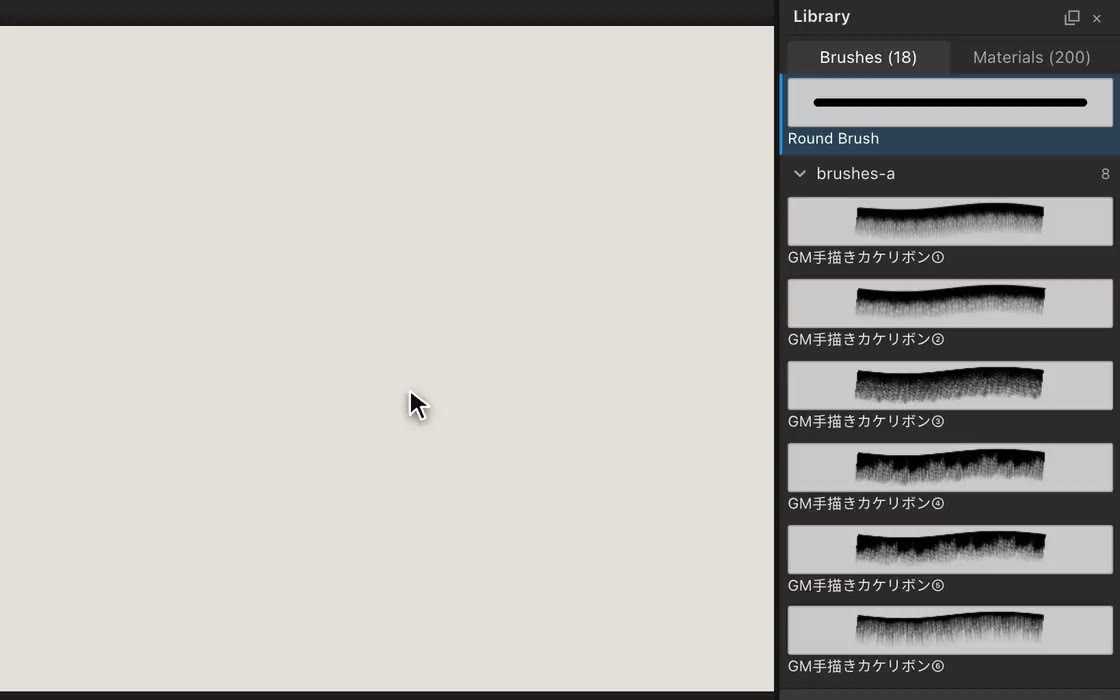 Library
Brushes (18)
Materials (200)
Round Brush
brushes-a
8
GM手描きカケリボン①
GM手描きカケリボン②
GM手描きカケリボン③
GM手描きカケリボン④
GM手描きカケリボン⑤
GM手描きカケリボン⑥